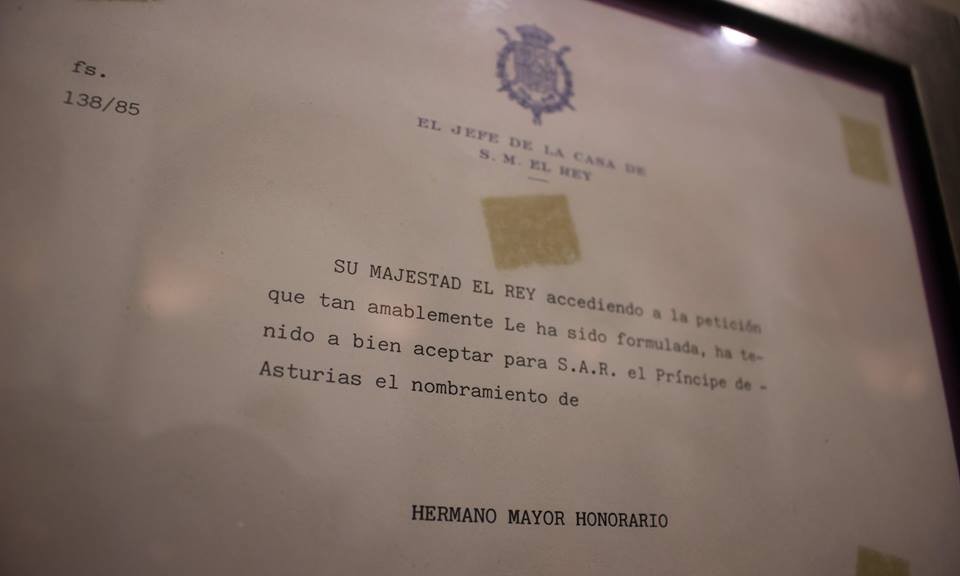 fs.
138/85
EL JEFE DE LA CASA DE
S. M. EL REY
SU MAJESTAD EL REY accediendo a la petición
que tan amablemente Le ha sido formulada, ha te-
nido a bien aceptar para S.A.R. el Príncipe de -
Asturias el nombramiento de
HERMANO MAYOR HONORARIO